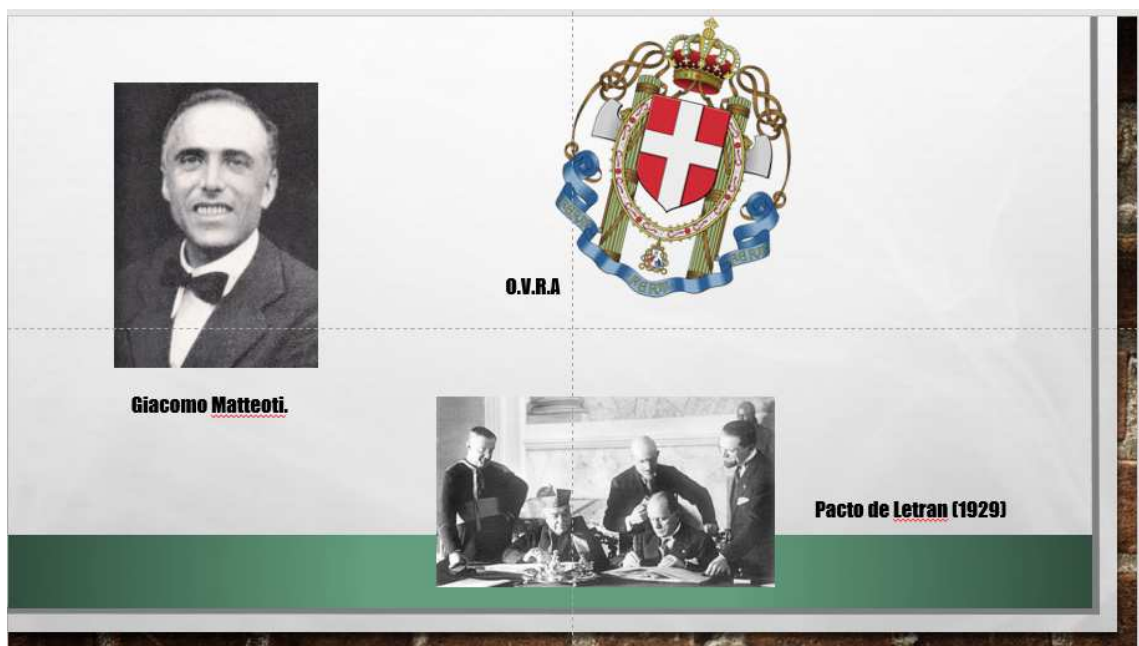 O.V.R.A
Giacomo Matteoti.
Pacto de Letran (1929)